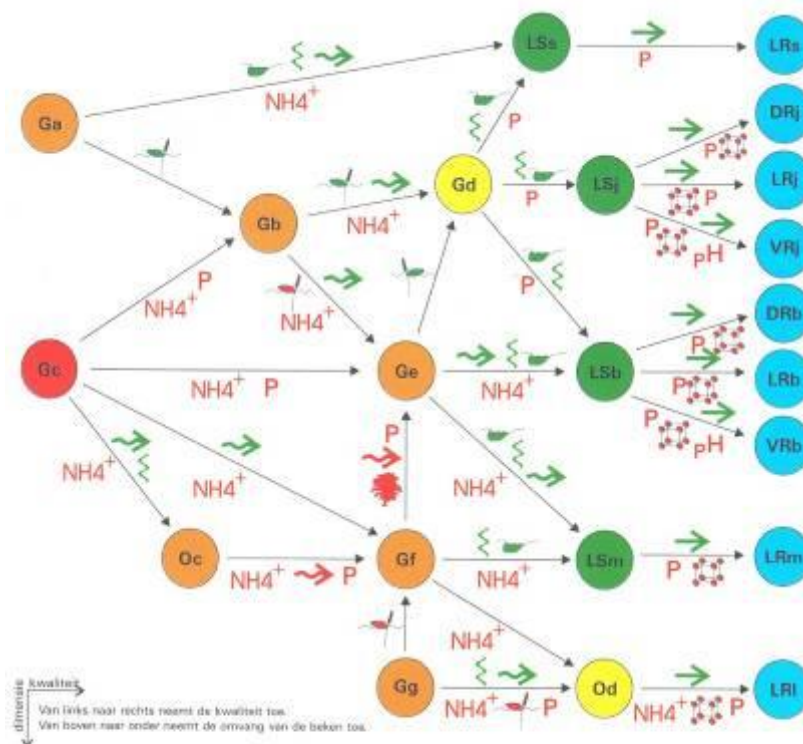 LSs
P
LRs
NH4+
Ga
DRj
P
P
Gd
LSj
P
LRj
P
Gb
NH4+
P
VRj
P
pH
NH4+
P
NH4+
P
DRb
P
Gc
NH4+ P
Ge
NH4+
LSb
LRb
P
P
P
pH
VRb
NH4+
NH4+
NH4+
Oc
NH4+
P
Gf
NH4+
LSm
P
LRm
NH4+
Gg
NH4+
P
Od
NH4+
P
LRl
dimensie
kwaliteit
Van links naar rechts neemt de kwaliteit toe.
Van boven naar onder neemt de omvang van de beken toe.